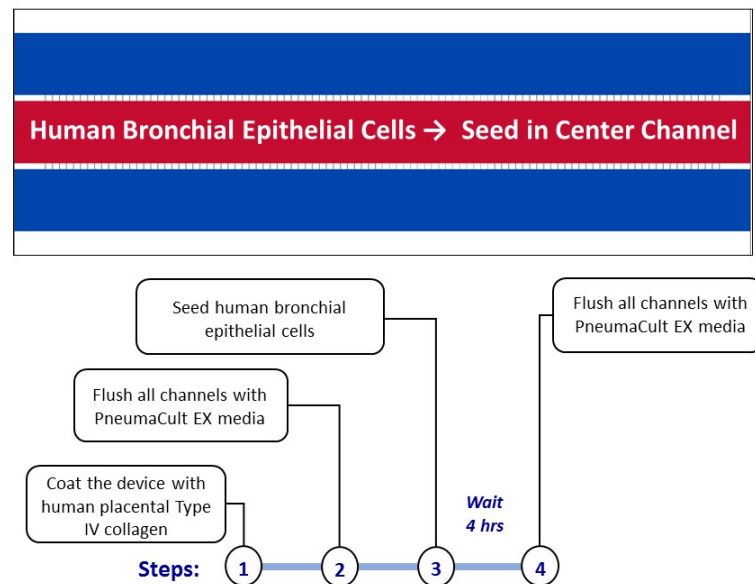 Human Bronchial Epithelial Cells → Seed in Center Channel
Seed human bronchial
epithelial cells
Flush all channels with
PneumaCult EX media
Flush all channels with
PneumaCult EX media
Coat the device with
human placental Type
IV collagen
Wait
4 hrs
Steps: 1 2 3 4